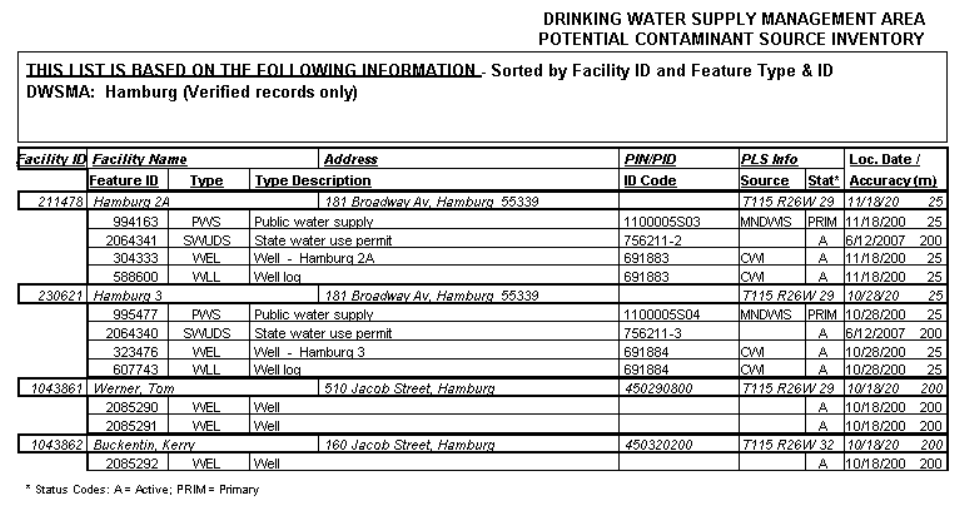 DRINKING WATER SUPPLY MANAGEMENT AREA
POTENTIAL CONTAMINANT SOURCE INVENTORY
THIS LIST IS BASED ON THE FOLLOWING INFORMATION - Sorted by Facility ID and Feature Type & ID
DWSMA: Hamburg (Verified records only)
Facility ID Facility Name Address PIN/PID PLS Info Loc. Date /
Feature ID Type Type Description ID Code Source Stat* Accuracy (m)
211478 Hamburg 2A 181 Broadway Av, Hamburg 55339 T115 R26W 29 11/18/20 25
994163 PWS Public water supply 1100005S03 MNDWIS PRIM 11/18/200 25
2064341 SWUDS State water use permit 756211-2 A 6/12/2007 200
304333 WEL Well - Hamburg 2A 691883 CWI A 11/18/200 25
588600 WLL Well log 691883 CWI A 11/18/200 25
230621 Hamburg 3 181 Broadway Av, Hamburg 55339 T115 R26W 29 10/28/20 25
995477 PWS Public water supply 1100005S04 MNDWIS PRIM 10/28/200 25
2064340 SWUDS State water use permit 756211-3 A 6/12/2007 200
323476 WEL Well - Hamburg 3 691884 CWI A 10/28/200 25
607743 WLL Well log 691884 CWI A 10/28/200 25
1043861 Werner, Tom 510 Jacob Street, Hamburg 450290800 T115 R26W 29 10/18/20 200
2085290 WEL Well A 10/18/200 200
2085291 WEL Well A 10/18/200 200
1043862 Buckentin, Kerry 160 Jacob Street, Hamburg 450320200 T115 R26W 32 10/18/20 200
2085292 WEL Well A 10/18/200 200
* Status Codes: A = Active; PRIM = Primary